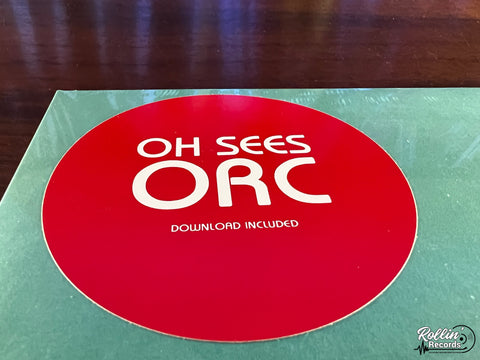 OH SEES
ORC
DOWNLOAD INCLUDED
Rollin
Records